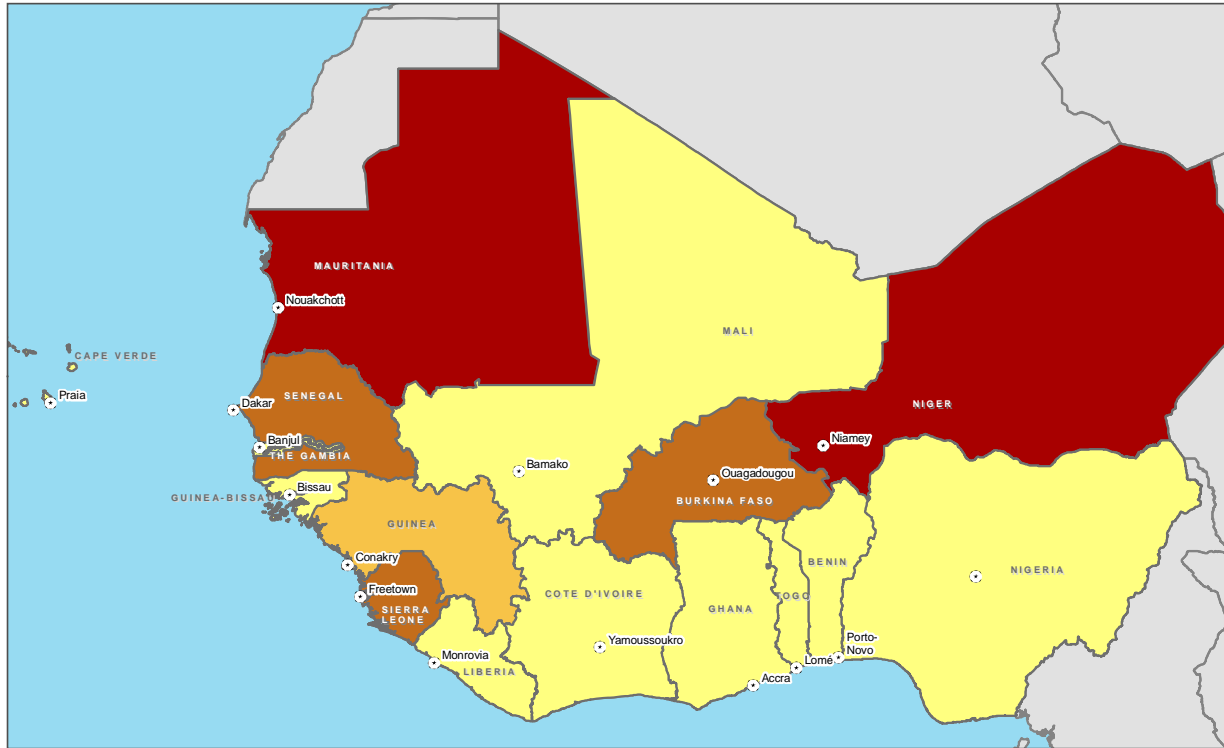 MAURITANIA
Nouakchott
MALI
CAPE VERDE
Praia
SENEGAL
Dakar
NIGER
Banjul
Niamey
THE GAMBIA
Bamako
Ouagadougou
Bissau
GUINEA-BISSAU
BURKINA FASO
GUINEA
Conakry
BENIN
NIGERIA
Freetown
COTE D'IVOIRE
TOGO
SIERRA
LEONE
GHANA
Yamoussoukro
Porto-
Novo
Monrovia
LIBERIA
Lomé
Accra